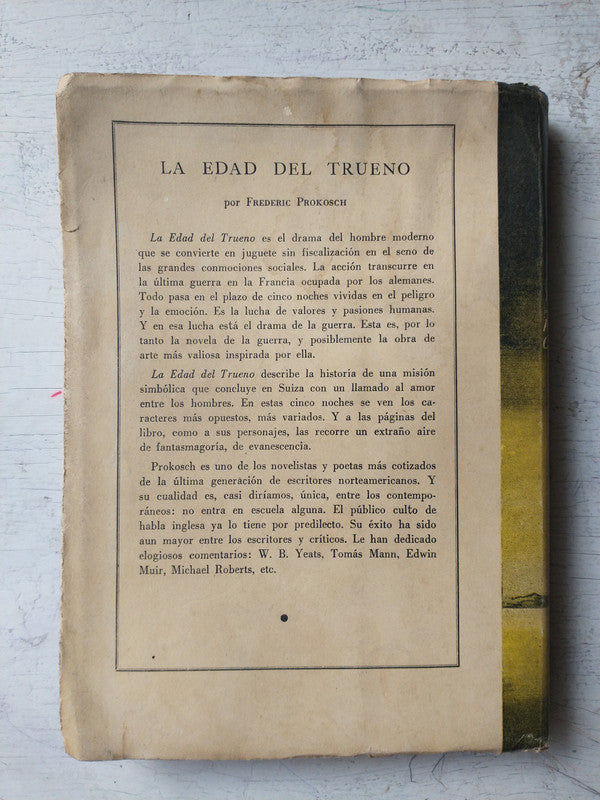 LA EDAD DEL TRUENO
por FREDERIC PROKOSCH
La Edad del Trueno es el drama del hombre moderno
que se convierte en juguete sin fiscalización en el seno de
las grandes conmociones sociales. La acción transcurre en
la última guerra en la Francia ocupada por los alemanes.
Todo pasa en el plazo de cinco noches vividas en el peligro
y la emoción. Es la lucha de valores y pasiones humanas.
Y en esa lucha está el drama de la guerra. Esta es, por lo
tanto la novela de la guerra, y posiblemente la obra de
arte más valiosa inspirada por ella.
La Edad del Trueno describe la historia de una misión
simbólica que concluye en Suiza con un llamado al amor
entre los hombres. En estas cinco noches se ven los ca-
racteres más opuestos, más variados. Y a las páginas del
libro, como a sus personajes, las recorre un extraño aire
de fantasmagoría, de evanescencia.
Prokosch es uno de los novelistas y poetas más cotizados
de la última generación de escritores norteamericanos. Y
su cualidad es, casi diríamos, única, entre los contempo-
ráneos: no entra en escuela alguna. El público culto de
habla inglesa ya lo tiene por predilecto. Su éxito ha sido
aun mayor entre los escritores y críticos. Le han dedicado
elogiosos comentarios: W. B. Yeats, Tomás Mann, Edwin
Muir, Michael Roberts, etc.